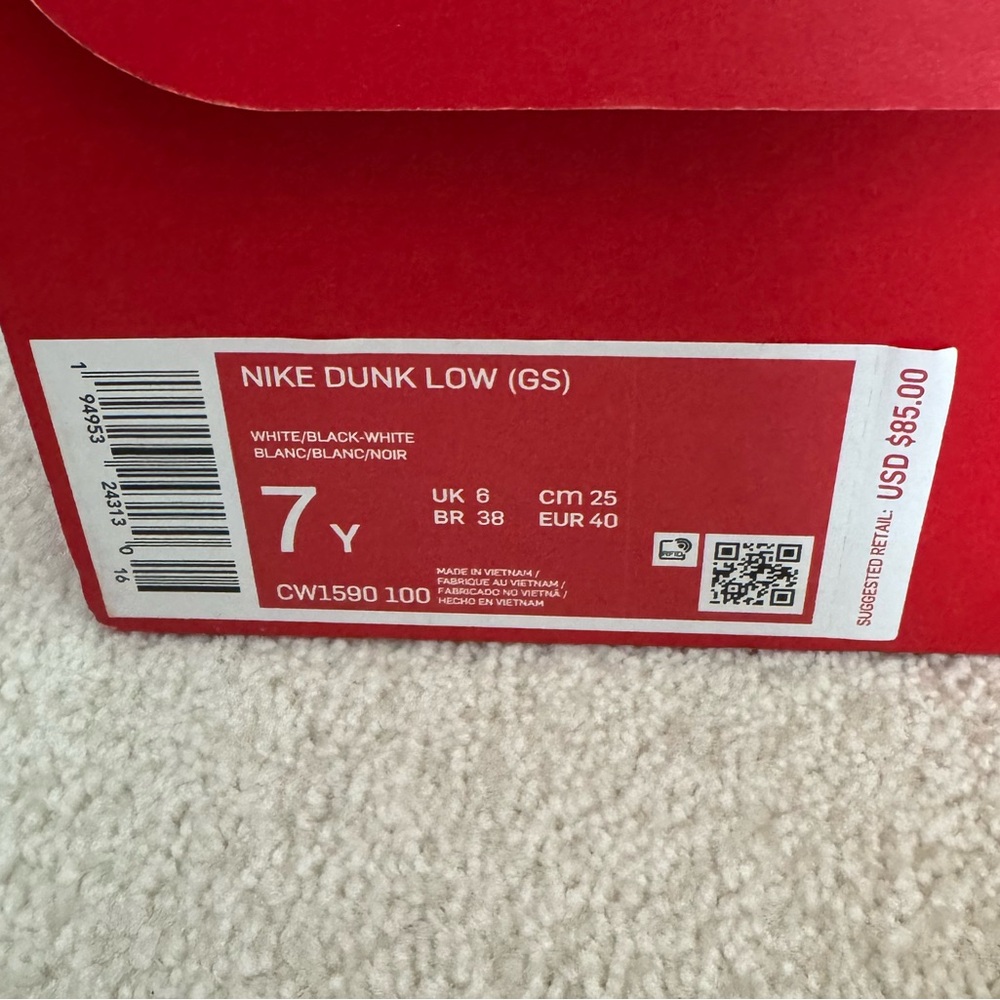 NIKE DUNK LOW (GS)
WHITE/BLACK-WHITE
BLANC/BLANC/NOIR
7 Y
UK 6 cm 25
BR 38 EUR 40
CW1590 100
MADE IN VIETNAM /
FABRIQUE AU VIETNAM /
FABRICADO NO VIETNÃ /
HECHO EN VIETNAM
RFID
1 94953 24313 0 16
SUGGESTED RETAIL: USD $85.00